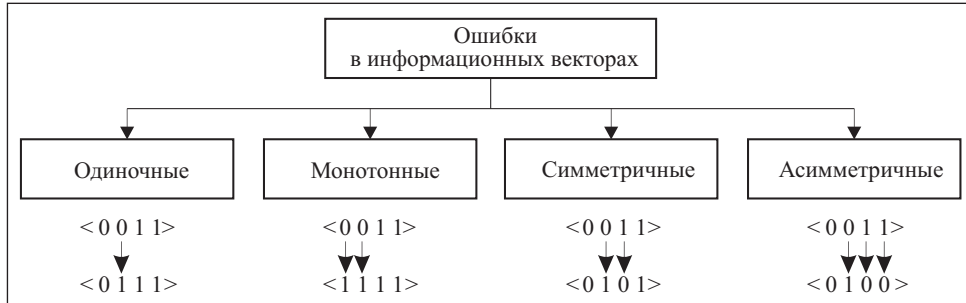 Ошибки
в информационных векторах
Одиночные
Монотонные
Симметричные
Асимметричные
<0 0 1 1>
<0 0 1 1>
<0 0 1 1>
<0 0 1 1>
<0 1 1 1>
<1 1 1 1>
<0 1 0 1>
<0 1 0 0>